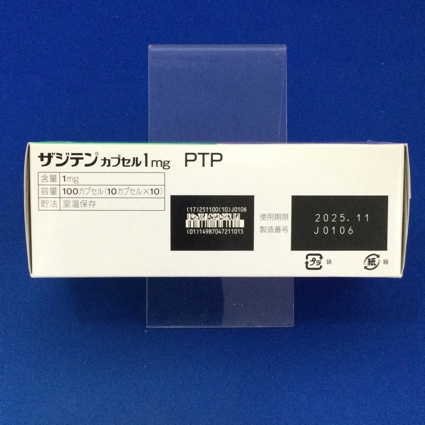 ザジテン®カプセル1mg PTP
含量 1mg
容量 100カプセル(10カプセル×10)
貯法 室温保存
(17)251100(10)J0106
(01)14987047211015
使用期限 2025.11
製造番号 J0106
プラ 袋 紙 箱